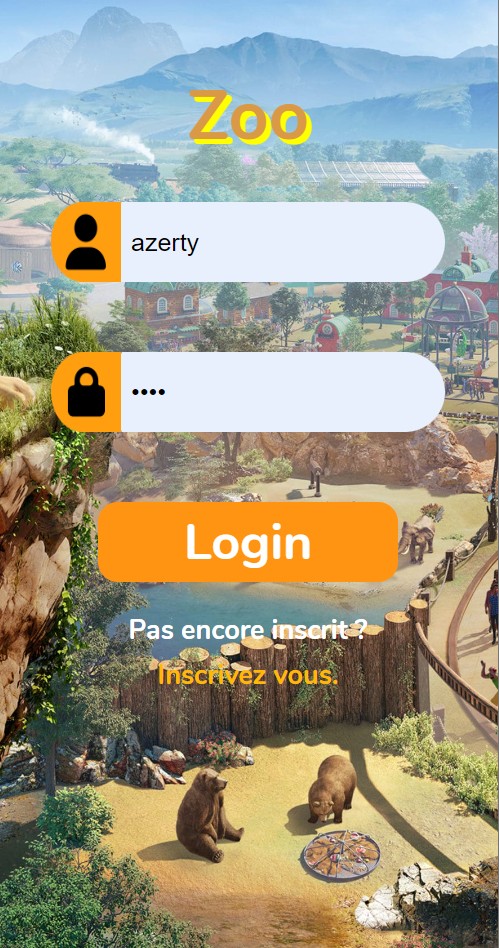 Zoo
azerty
••••
Login
Pas encore inscrit ?
Inscrivez vous.